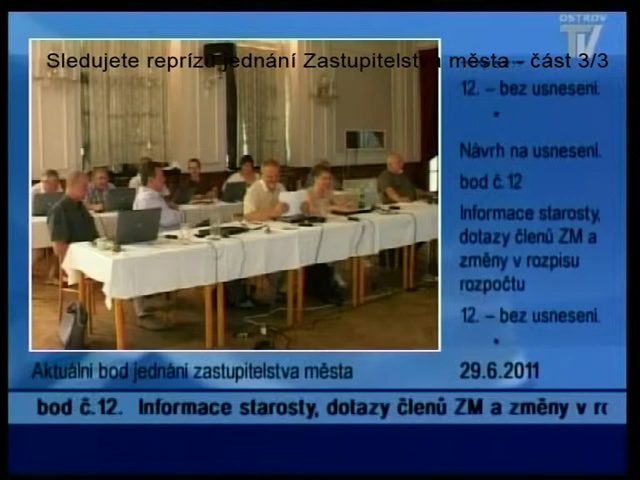 OSTROV
TV
Sledujete reprízu jednání Zastupitelstva města - část 3/3
12. – bez usnesení.
•
Návrh na usnesení.
bod č.12
Informace starosty,
dotazy členů ZM a
změny v rozpisu
rozpočtu
12. – bez usnesení.
•
Aktuální bod jednání zastupitelstva města
29.6.2011
bod č.12. Informace starosty, dotazy členů ZM a změny v